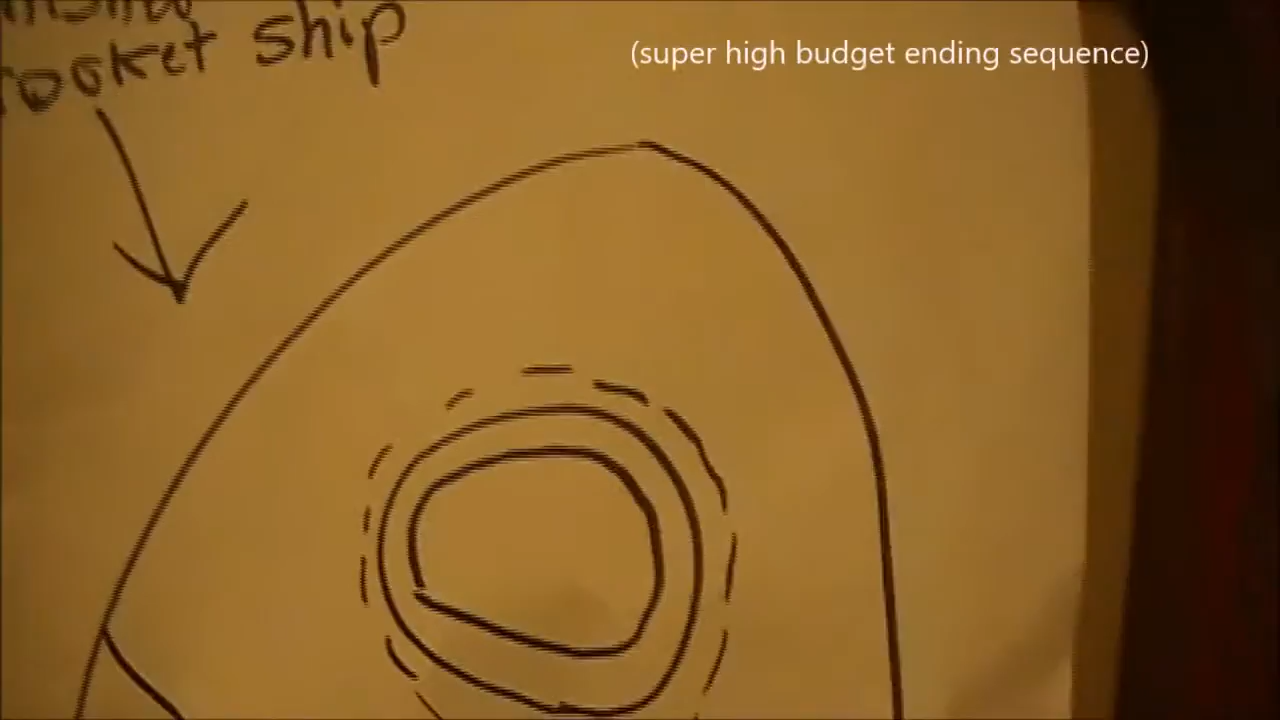 rocket ship
(super high budget ending sequence)